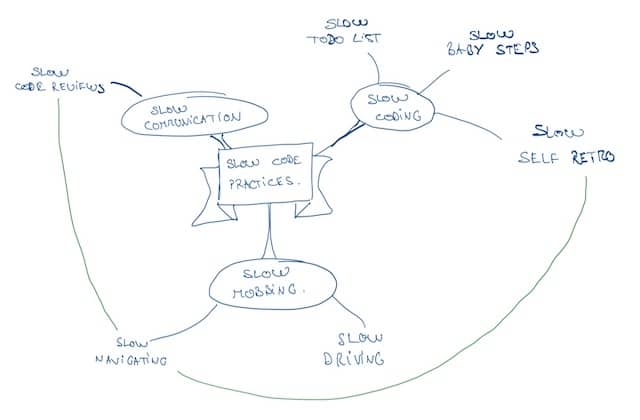 SLOW
TODO LIST
SLOW
BABY STEPS
SLOW
CODE REVIEWS
SLOW
COMMUNICATION
SLOW
CODING
SLOW
SELF RETRO
SLOW CODE
PRACTICES.
SLOW
MOBBING.
SLOW
NAVIGATING
SLOW
DRIVING